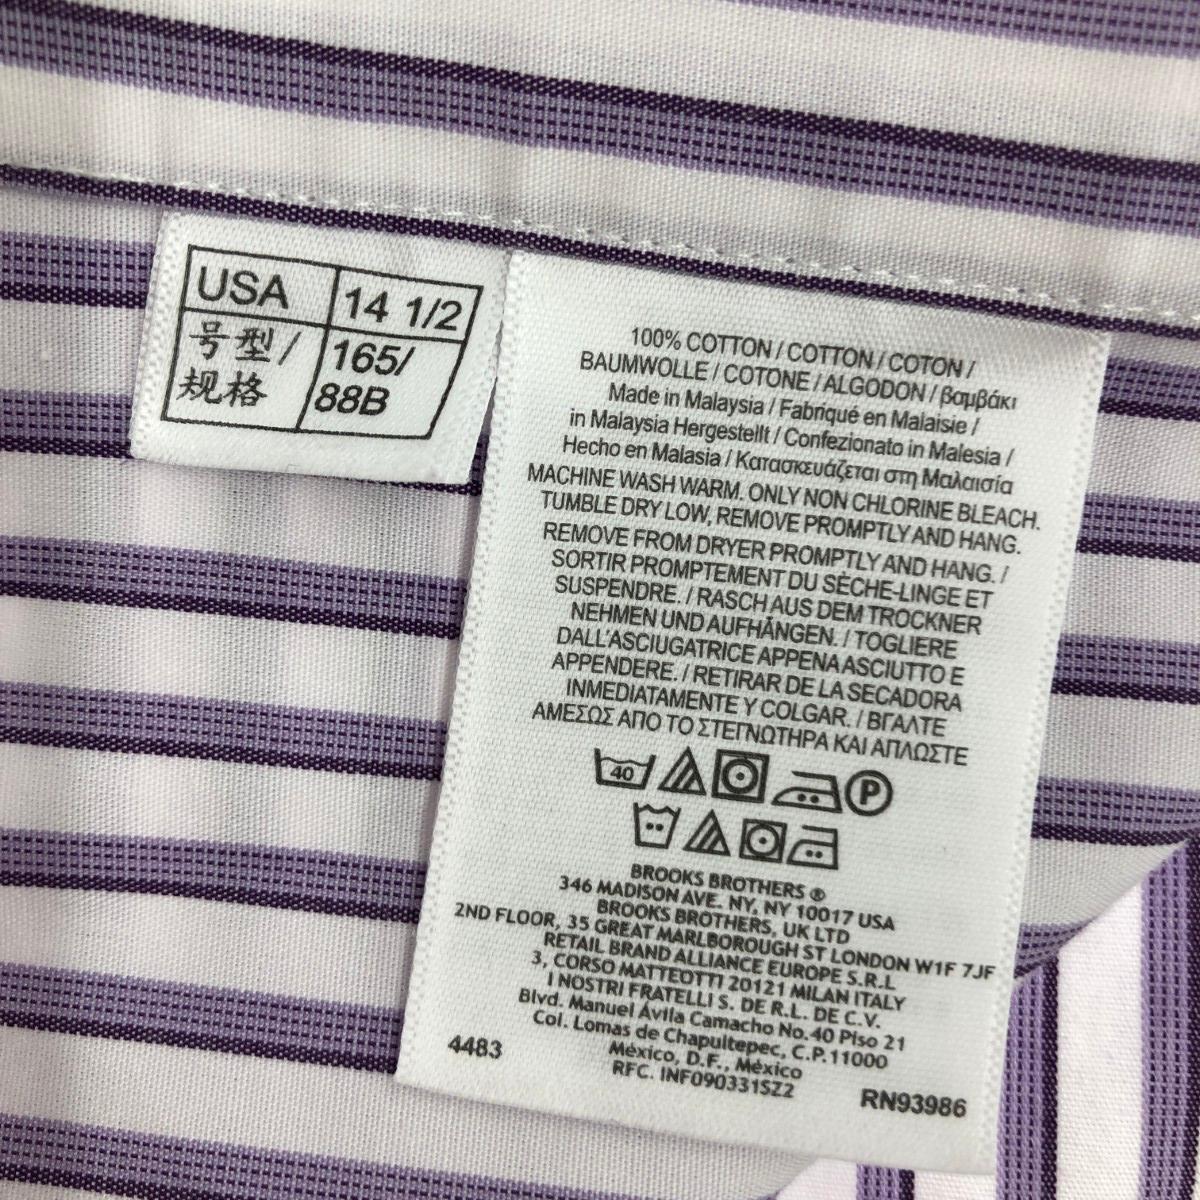 USA 14 1/2
号型/ 165/
规格 88B
100% COTTON / COTTON / COTON /
BAUMWOLLE / COTONE / ALGODON / βαμβάκι
Made in Malaysia / Fabriqué en Malaisie /
in Malaysia Hergestellt / Confezionato in Malesia /
Hecho en Malasia / Κατασκευάζεται στη Μαλαισία
MACHINE WASH WARM. ONLY NON CHLORINE BLEACH.
TUMBLE DRY LOW, REMOVE PROMPTLY AND HANG.
REMOVE FROM DRYER PROMPTLY AND HANG. /
SORTIR PROMPTEMENT DU SÈCHE-LINGE ET
SUSPENDRE. / RASCH AUS DEM TROCKNER
NEHMEN UND AUFHÄNGEN. / TOGLIERE
DALL'ASCIUGATRICE APPENA ASCIUTTO E
APPENDERE. / RETIRAR DE LA SECADORA
INMEDIATAMENTE Y COLGAR. / ΒΓΑΛΤΕ
ΑΜΕΣΩΣ ΑΠΟ ΤΟ ΣΤΕΓΝΩΤΗΡΑ ΚΑΙ ΑΠΛΩΣΤΕ
40 P
BROOKS BROTHERS ®
346 MADISON AVE. NY, NY 10017 USA
BROOKS BROTHERS, UK LTD
2ND FLOOR, 35 GREAT MARLBOROUGH ST LONDON W1F 7JF
RETAIL BRAND ALLIANCE EUROPE S.R.L
3, CORSO MATTEOTTI 20121 MILAN ITALY
I NOSTRI FRATELLI S. DE R.L. DE C.V.
Blvd. Manuel Ávila Camacho No.40 Piso 21
Col. Lomas de Chapultepec, C.P.11000
México, D.F., México
RFC. INF090331SZ2
4483 RN93986